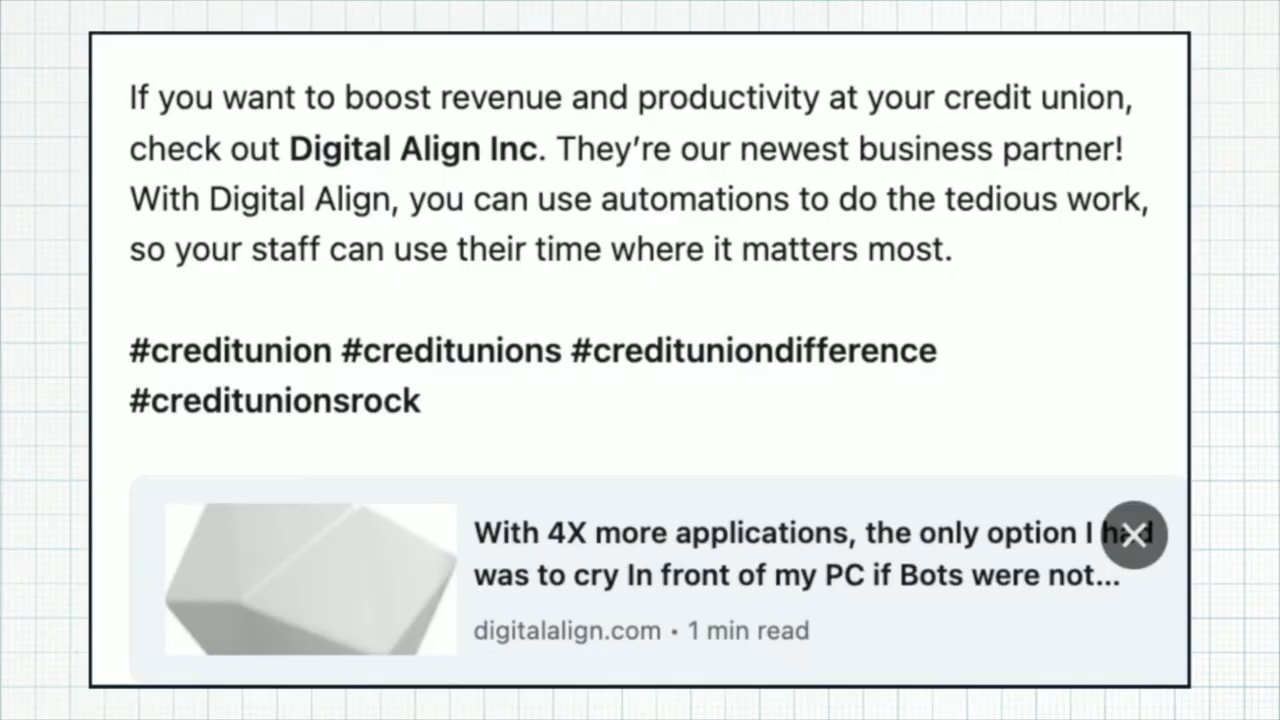 If you want to boost revenue and productivity at your credit union,
check out Digital Align Inc. They’re our newest business partner!
With Digital Align, you can use automations to do the tedious work,
so your staff can use their time where it matters most.
#creditunion #creditunions #credituniondifference
#creditunionsrock
With 4X more applications, the only option I had
was to cry In front of my PC if Bots were not...
digitalalign.com • 1 min read